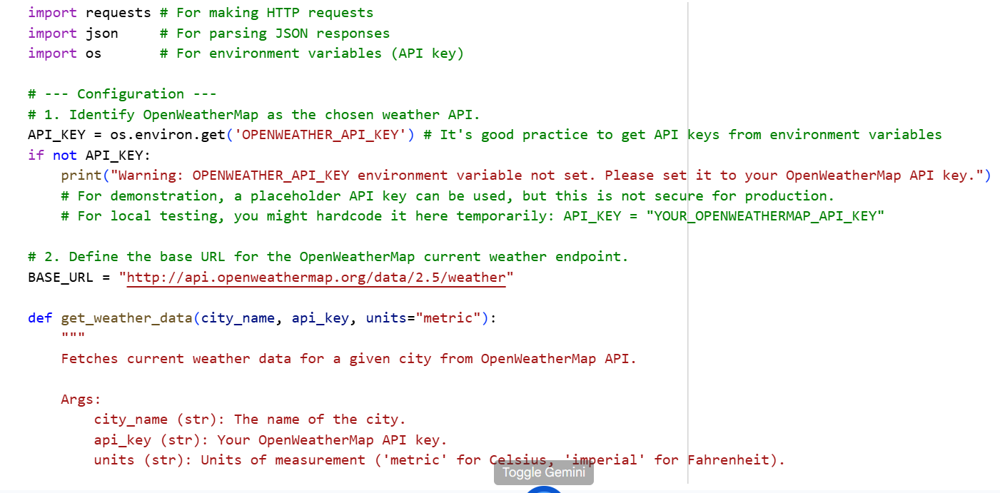 import requests # For making HTTP requests
import json     # For parsing JSON responses
import os       # For environment variables (API key)
# --- Configuration ---
# 1. Identify OpenWeatherMap as the chosen weather API.
API_KEY = os.environ.get('OPENWEATHER_API_KEY') # It's good practice to get API keys from environment variables
if not API_KEY:
    print("Warning: OPENWEATHER_API_KEY environment variable not set. Please set it to your OpenWeatherMap API key.")
    # For demonstration, a placeholder API key can be used, but this is not secure for production.
    # For local testing, you might hardcode it here temporarily: API_KEY = "YOUR_OPENWEATHERMAP_API_KEY"
# 2. Define the base URL for the OpenWeatherMap current weather endpoint.
BASE_URL = "http://api.openweathermap.org/data/2.5/weather"
def get_weather_data(city_name, api_key, units="metric"):
    """
    Fetches current weather data for a given city from OpenWeatherMap API.
    Args:
        city_name (str): The name of the city.
        api_key (str): Your OpenWeatherMap API key.
        units (str): Units of measurement ('metric' for Celsius, 'imperial' for Fahrenheit).
Toggle Gemini